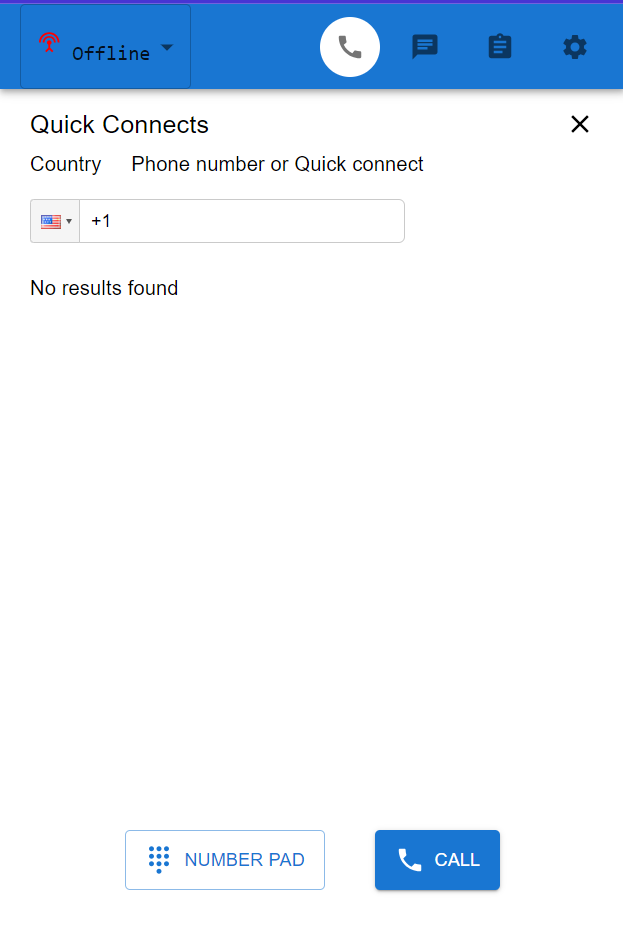 Offline
Quick Connects
Country Phone number or Quick connect
+1
No results found
NUMBER PAD CALL